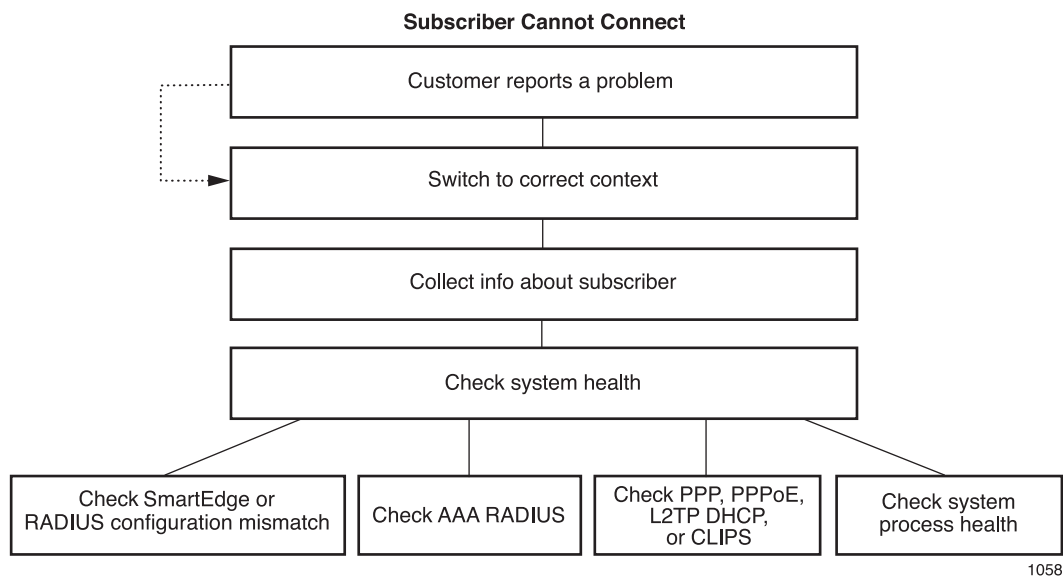 Subscriber Cannot Connect
Customer reports a problem
Switch to correct context
Collect info about subscriber
Check system health
Check SmartEdge or
RADIUS configuration mismatch
Check AAA RADIUS
Check PPP, PPPoE,
L2TP DHCP,
or CLIPS
Check system
process health
1058